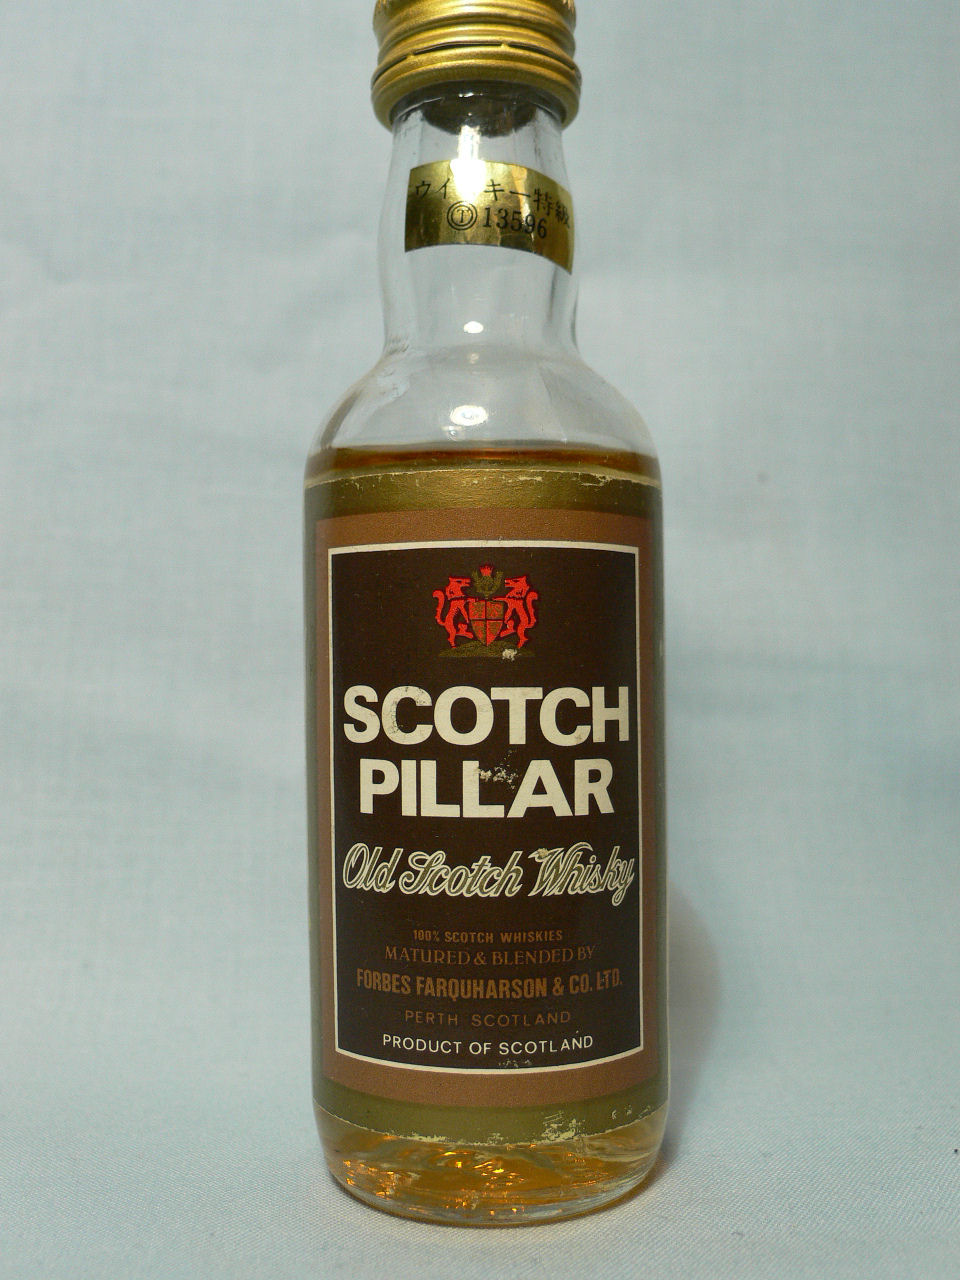 ウイスキー特級
Ⓣ 13596
SCOTCH
PILLAR
Old Scotch Whisky
100% SCOTCH WHISKIES
MATURED & BLENDED BY
FORBES FARQUHARSON & CO. LTD.
PERTH SCOTLAND
PRODUCT OF SCOTLAND